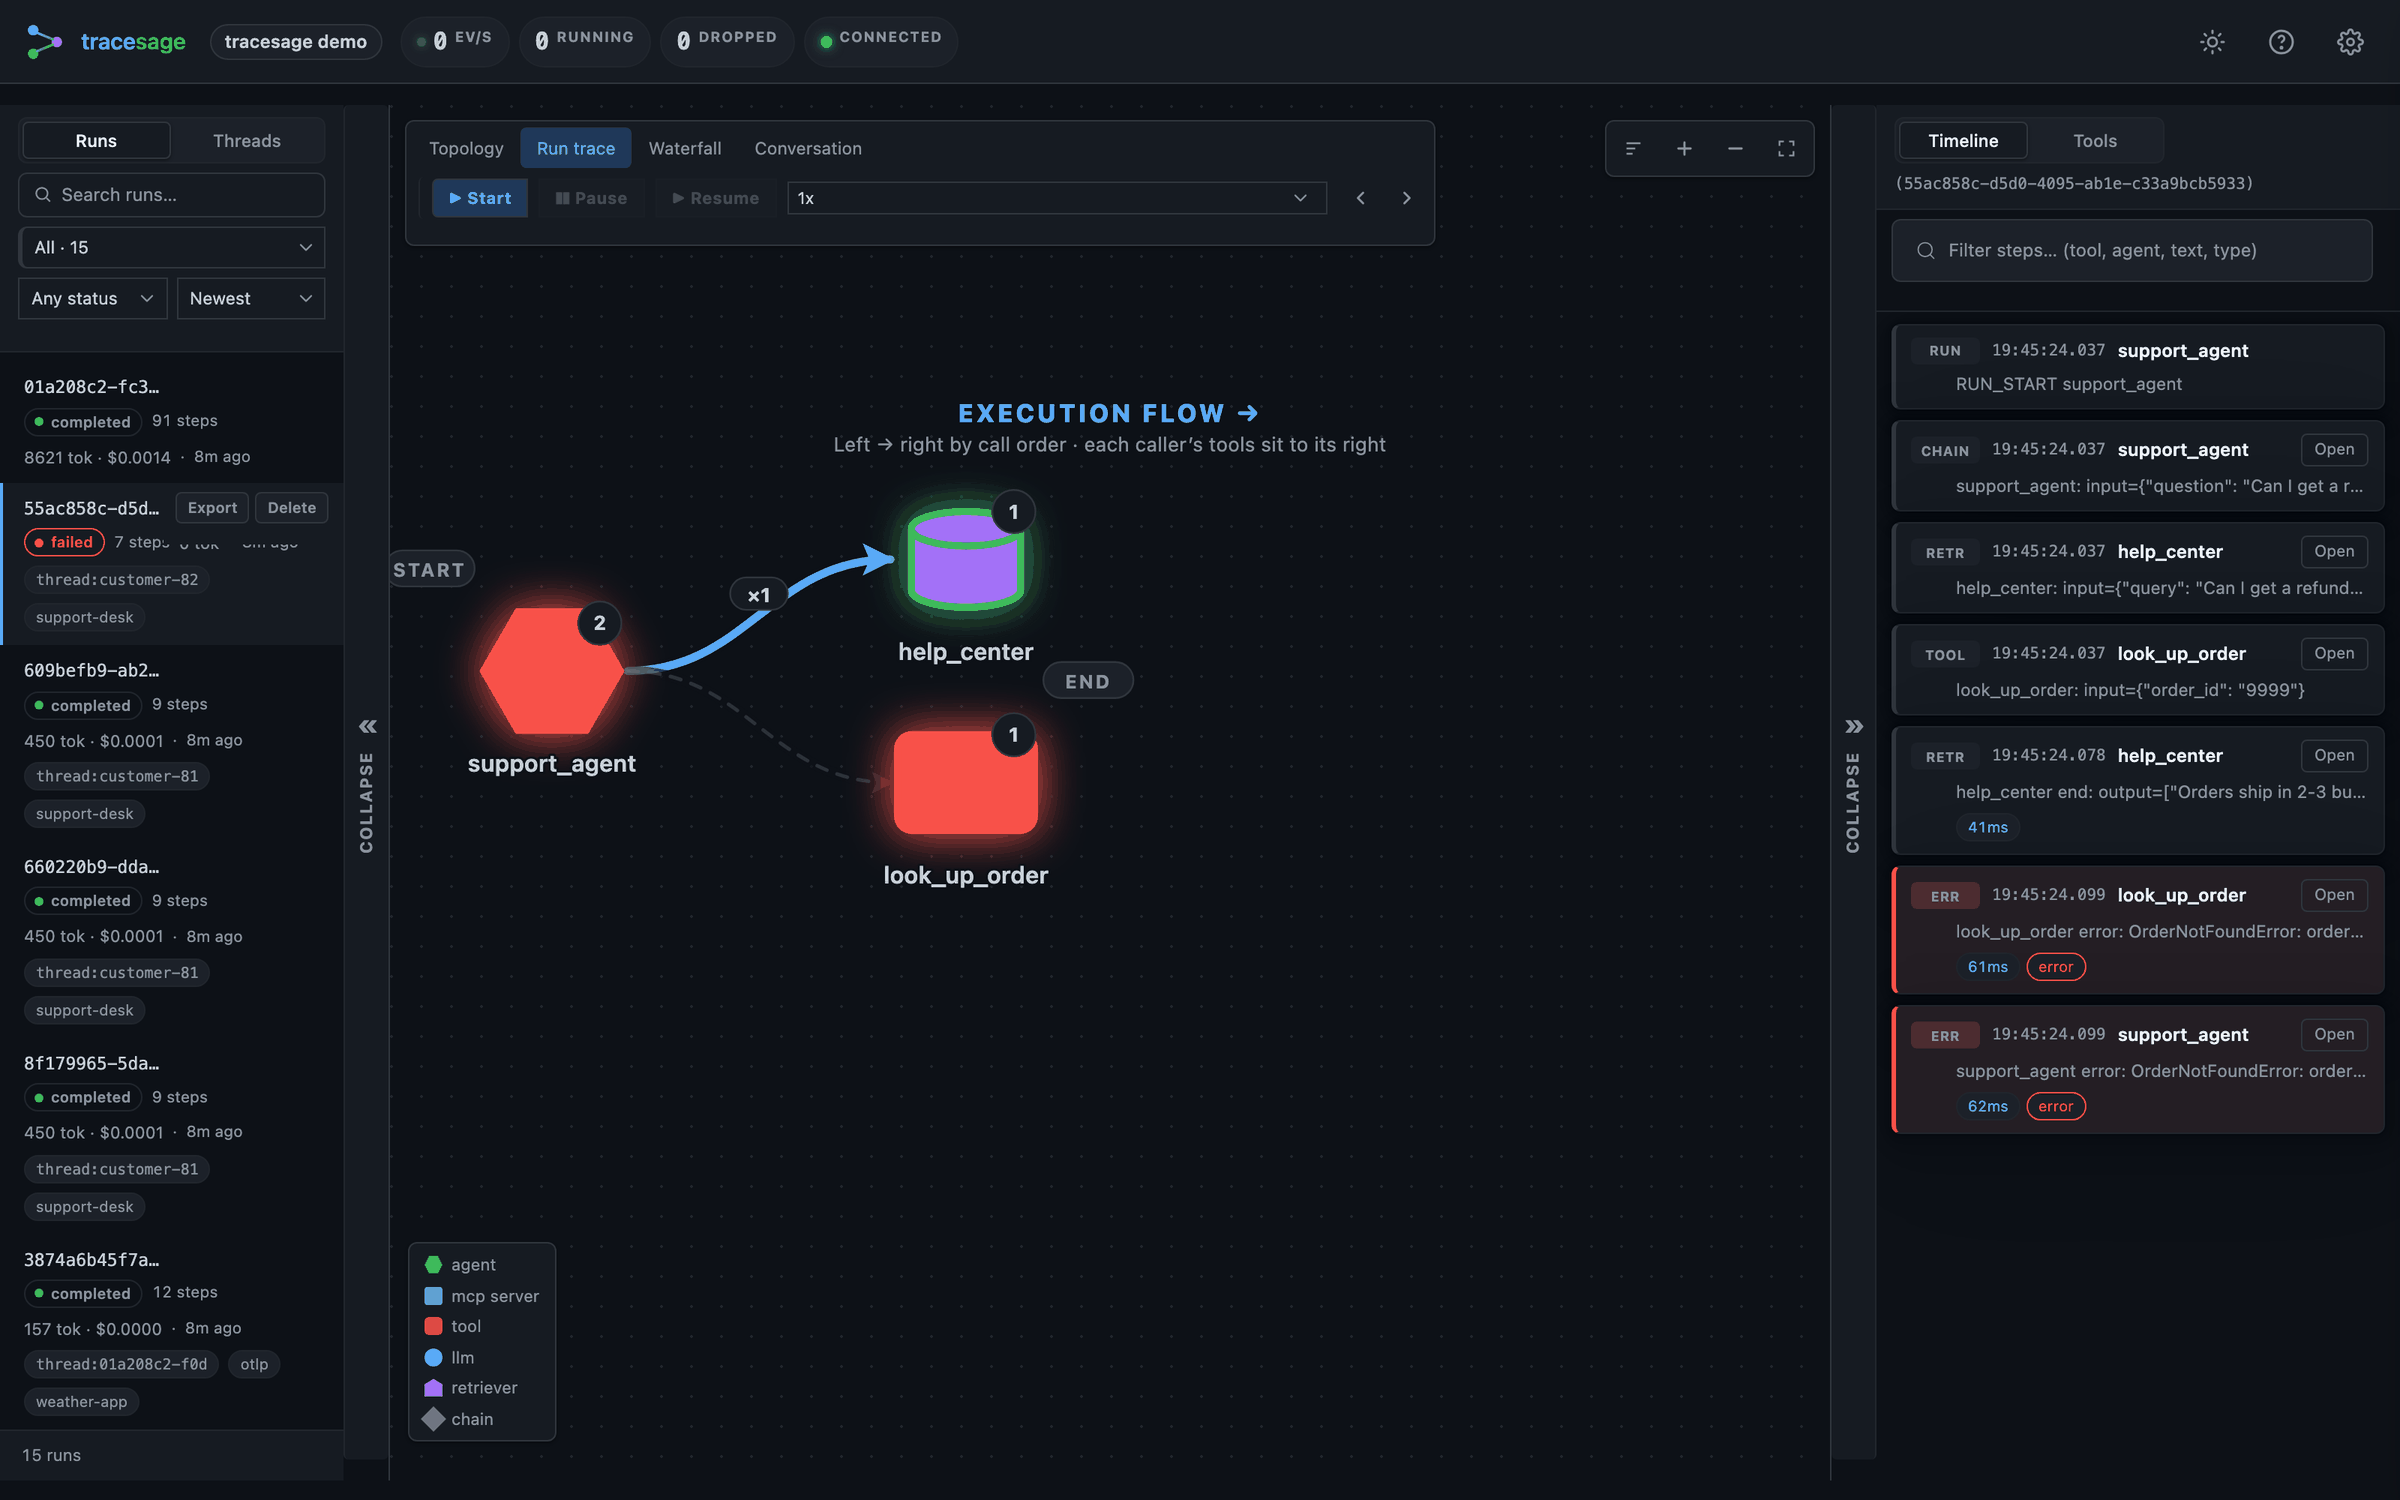 tracesage
tracesage demo
0 EV/S
0 RUNNING
0 DROPPED
CONNECTED
Runs
Threads
Search runs...
All · 15
Any status
Newest
01a208c2-fc3…
completed 91 steps
8621 tok · $0.0014 · 8m ago
55ac858c-d5d…
Export
Delete
failed 7 steps 0 tok 8m ago
thread:customer-82
support-desk
609befb9-ab2…
completed 9 steps
450 tok · $0.0001 · 8m ago
thread:customer-81
support-desk
660220b9-dda…
completed 9 steps
450 tok · $0.0001 · 8m ago
thread:customer-81
support-desk
8f179965-5da…
completed 9 steps
450 tok · $0.0001 · 8m ago
thread:customer-81
support-desk
3874a6b45f7a…
completed 12 steps
157 tok · $0.0000 · 8m ago
thread:01a208c2-f0d otlp
weather-app
15 runs
« COLLAPSE
Topology
Run trace
Waterfall
Conversation
Start
Pause
Resume
1x
EXECUTION FLOW →
Left → right by call order · each caller's tools sit to its right
START
2
support_agent
×1
1
help_center
END
1
look_up_order
agent
mcp server
tool
llm
retriever
chain
» COLLAPSE
Timeline
Tools
(55ac858c-d5d0-4095-ab1e-c33a9bcb5933)
Filter steps... (tool, agent, text, type)
RUN 19:45:24.037 support_agent
RUN_START support_agent
CHAIN 19:45:24.037 support_agent Open
support_agent: input={"question": "Can I get a r...
RETR 19:45:24.037 help_center Open
help_center: input={"query": "Can I get a refund...
TOOL 19:45:24.037 look_up_order Open
look_up_order: input={"order_id": "9999"}
RETR 19:45:24.078 help_center Open
help_center end: output=["Orders ship in 2-3 bu...
41ms
ERR 19:45:24.099 look_up_order Open
look_up_order error: OrderNotFoundError: order...
61ms error
ERR 19:45:24.099 support_agent Open
support_agent error: OrderNotFoundError: order...
62ms error